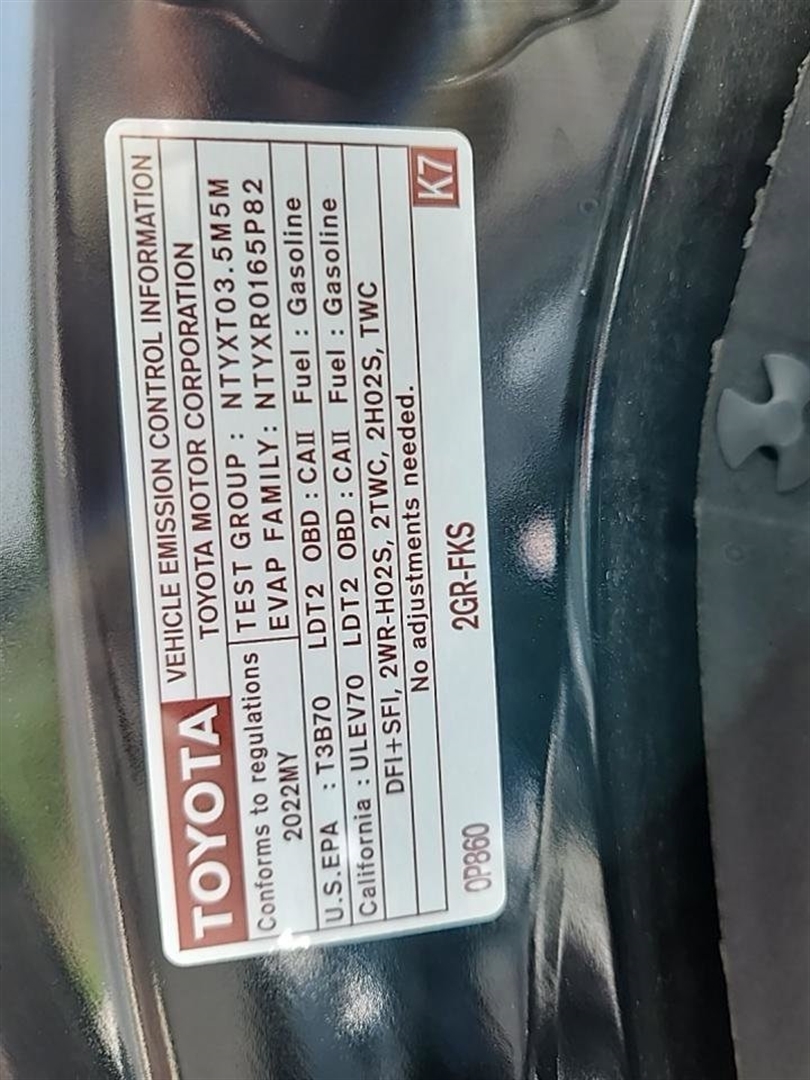 TOYOTA
VEHICLE EMISSION CONTROL INFORMATION
TOYOTA MOTOR CORPORATION
Conforms to regulations
2022MY
TEST GROUP : NTYXT03.5M5M
EVAP FAMILY: NTYXR0165P82
U.S.EPA : T3B70 LDT2 OBD : CAII Fuel : Gasoline
California : ULEV70 LDT2 OBD : CAII Fuel : Gasoline
DFI+SFI, 2WR-HO2S, 2TWC, 2HO2S, TWC
No adjustments needed.
K7
0P860 2GR-FKS